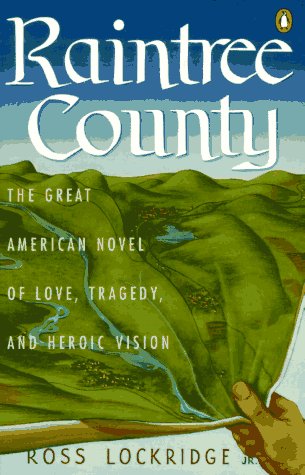 Raintree
County
THE GREAT
AMERICAN NOVEL
OF LOVE, TRAGEDY,
AND HEROIC VISION
ROSS LOCKRIDGE JR.